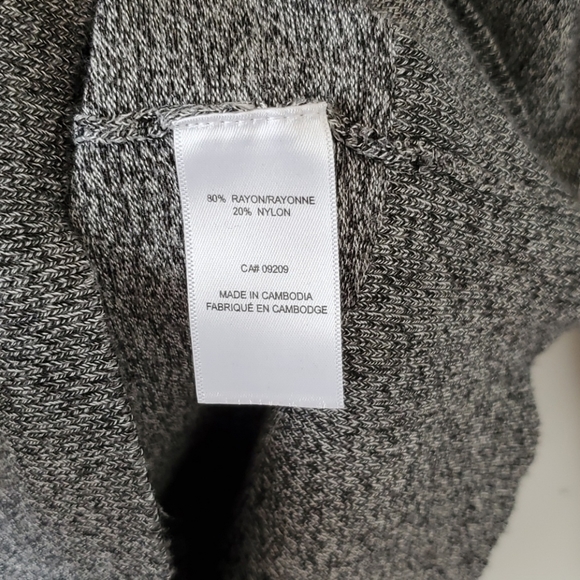 80% RAYON/RAYONNE
20% NYLON
CA# 09209
MADE IN CAMBODIA
FABRIQUÉ EN CAMBODGE